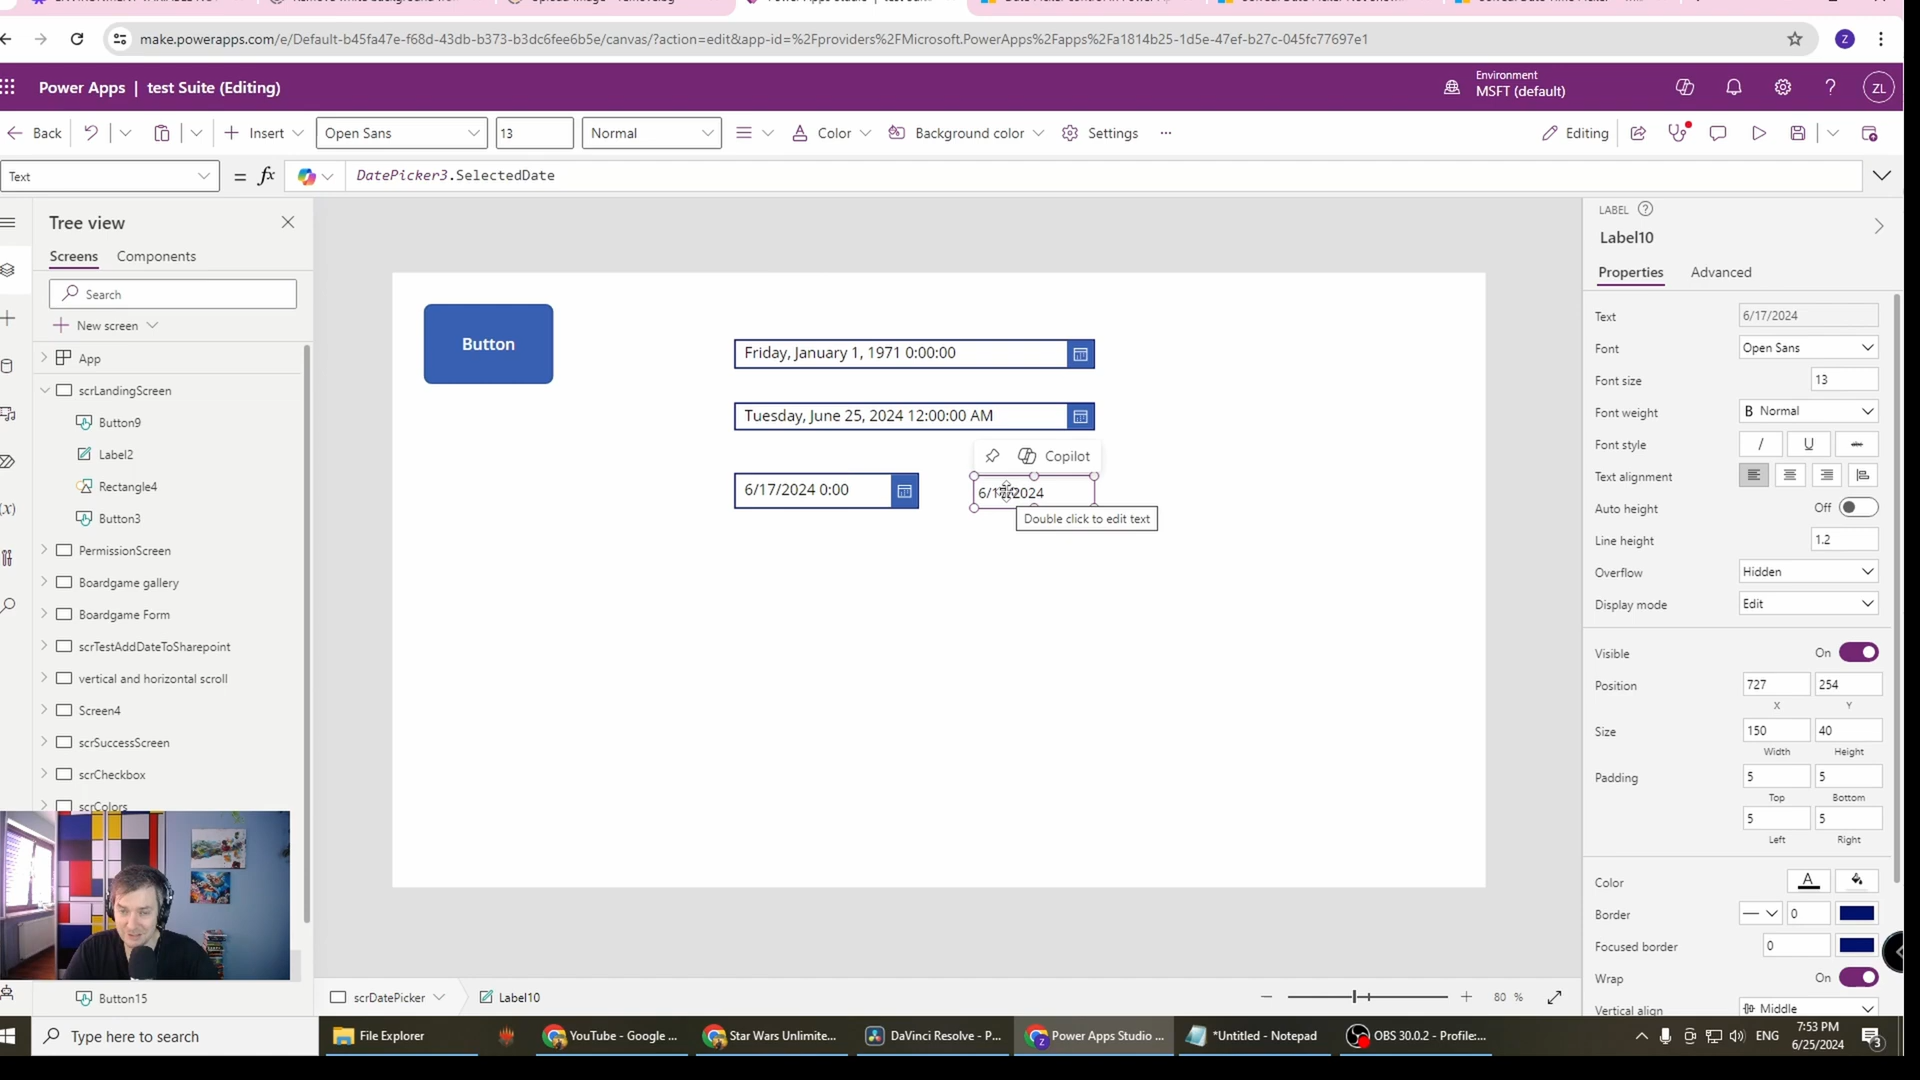 make.powerapps.com/e/Default-b45fa47e-f68d-43db-b373-b3dc6fee6b5e/canvas/?action=edit&app-id=%2Fproviders%2FMicrosoft.PowerApps%2Fapps%2Fa1814b25-1d5e-47ef-b27c-045fc77697e1
Z
Power Apps | test Suite (Editing)
Environment
MSFT (default)
?
ZL
Back
Insert
Open Sans
13
Normal
Color
Background color
Settings
Editing
Text
= fx
DatePicker3.SelectedDate
Tree view
Screens
Components
Search
New screen
App
scrLandingScreen
Button9
Label2
Rectangle4
Button3
PermissionScreen
Boardgame gallery
Boardgame Form
scrTestAddDateToSharepoint
vertical and horizontal scroll
Screen4
scrSuccessScreen
scrCheckbox
scrColors
Button15
Button
Friday, January 1, 1971 0:00:00
Tuesday, June 25, 2024 12:00:00 AM
Copilot
6/17/2024 0:00
6/17/2024
Double click to edit text
scrDatePicker
Label10
80 %
LABEL
Label10
Properties
Advanced
Text 6/17/2024
Font Open Sans
Font size 13
Font weight B Normal
Font style / U abc
Text alignment
Auto height Off
Line height 1.2
Overflow Hidden
Display mode Edit
Visible On
Position 727 254
X Y
Size 150 40
Width Height
Padding 5 5
Top Bottom
5 5
Left Right
Color A
Border 0
Focused border 0
Wrap On
Vertical align Middle
Type here to search
File Explorer
YouTube - Google ...
Star Wars Unlimite...
DaVinci Resolve - P...
Power Apps Studio ...
*Untitled - Notepad
OBS 30.0.2 - Profile:...
ENG
7:53 PM
6/25/2024
3